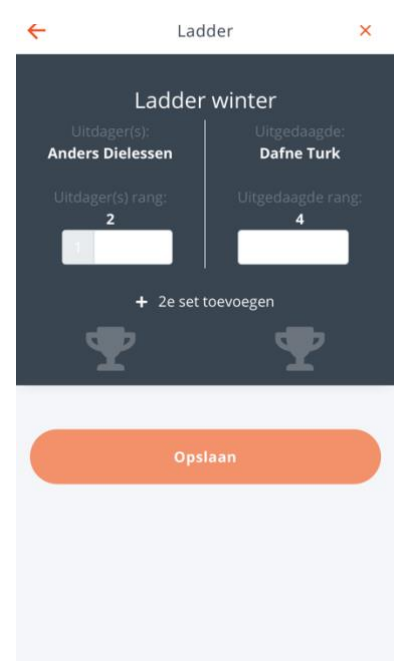 Ladder
Ladder winter
Uitdager(s):
Uitgedaagde:
Anders Dielessen
Dafne Turk
Uitdager(s) rang:
Uitgedaagde rang:
2
4
1
+ 2e set toevoegen
Opslaan